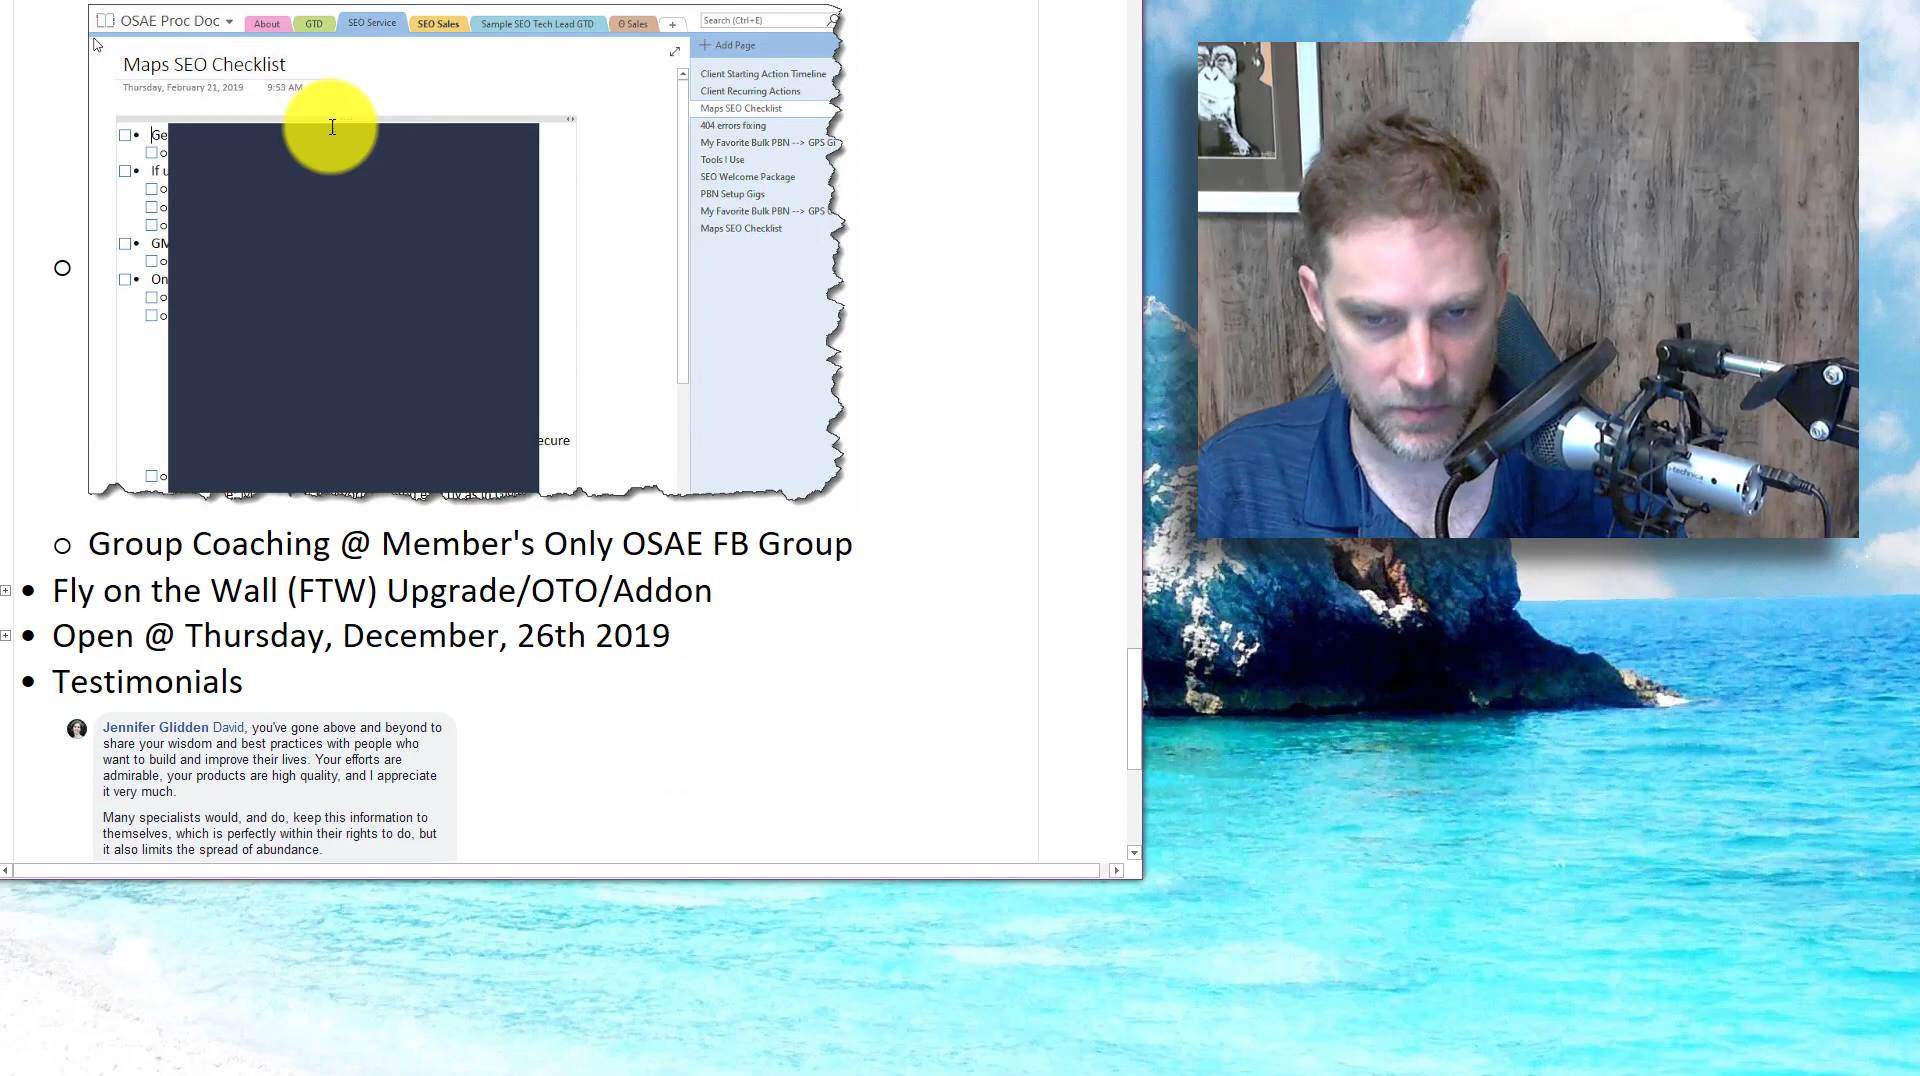 OSAE Proc Doc
About
GTD
SEO Service
SEO Sales
Sample SEO Tech Lead GTD
Θ Sales
Search (Ctrl+E)
Add Page
Maps SEO Checklist
Thursday, February 21, 2019 9:53 AM
Client Starting Action Timeline
Client Recurring Actions
Maps SEO Checklist
404 errors fixing
My Favorite Bulk PBN --> GPS Gi
Tools I Use
SEO Welcome Package
PBN Setup Gigs
My Favorite Bulk PBN --> GPS
Maps SEO Checklist
Ge
If u
GM
On
ecure
Group Coaching @ Member's Only OSAE FB Group
Fly on the Wall (FTW) Upgrade/OTO/Addon
Open @ Thursday, December, 26th 2019
Testimonials
Jennifer Glidden David, you've gone above and beyond to
share your wisdom and best practices with people who
want to build and improve their lives. Your efforts are
admirable, your products are high quality, and I appreciate
it very much.
Many specialists would, and do, keep this information to
themselves, which is perfectly within their rights to do, but
it also limits the spread of abundance.